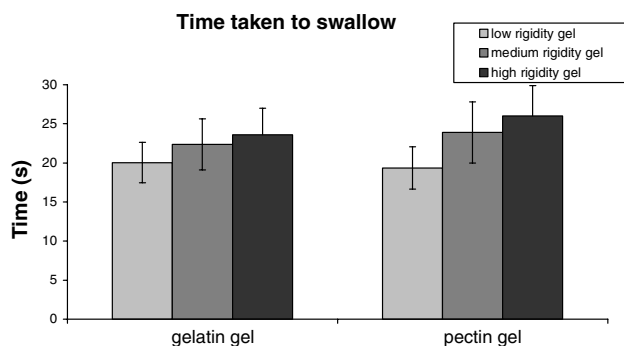 Time taken to swallow
low rigidity gel
medium rigidity gel
high rigidity gel
Time (s)
30
25
20
15
10
5
0
gelatin gel
pectin gel